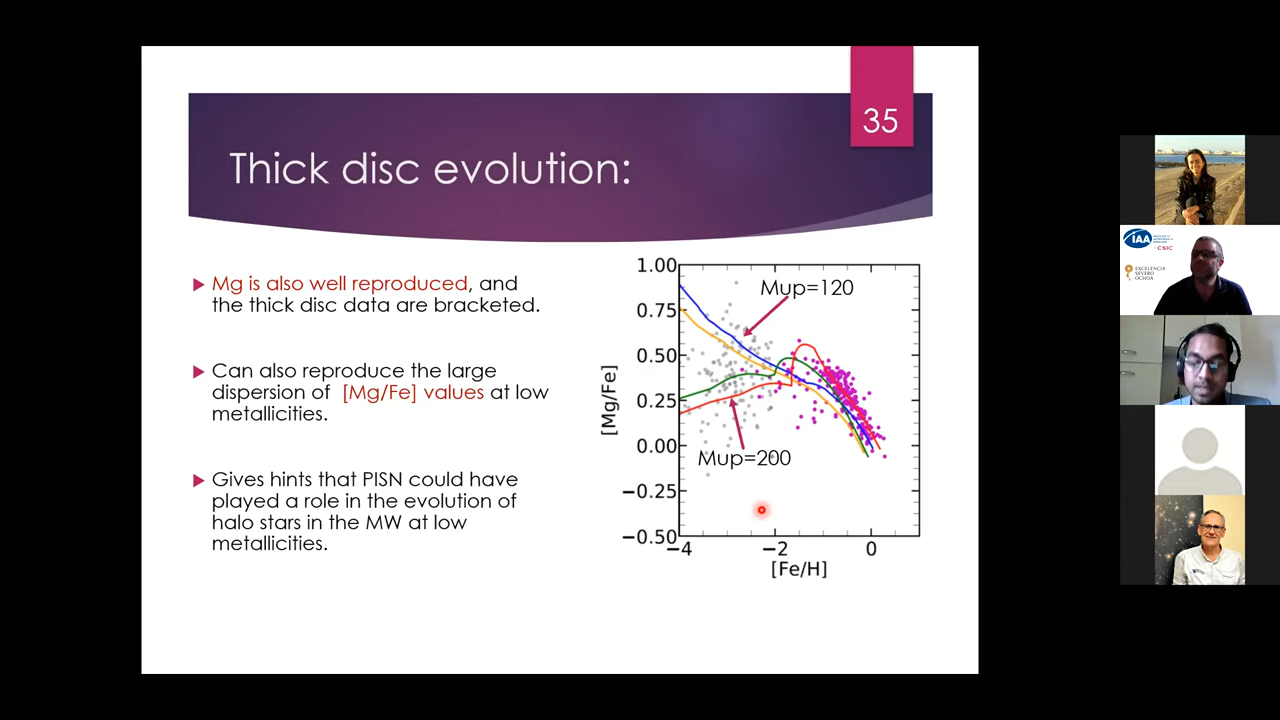 35
Thick disc evolution:
Mg is also well reproduced, and
the thick disc data are bracketed.
Can also reproduce the large
dispersion of [Mg/Fe] values at low
metallicities.
Gives hints that PISN could have
played a role in the evolution of
halo stars in the MW at low
metallicities.
1.00
0.75
0.50
0.25
0.00
−0.25
−0.50
[Mg/Fe]
Mup=120
Mup=200
−4
−2
0
[Fe/H]
IAA
CSIC
EXCELENCIA
SEVERO
OCHOA